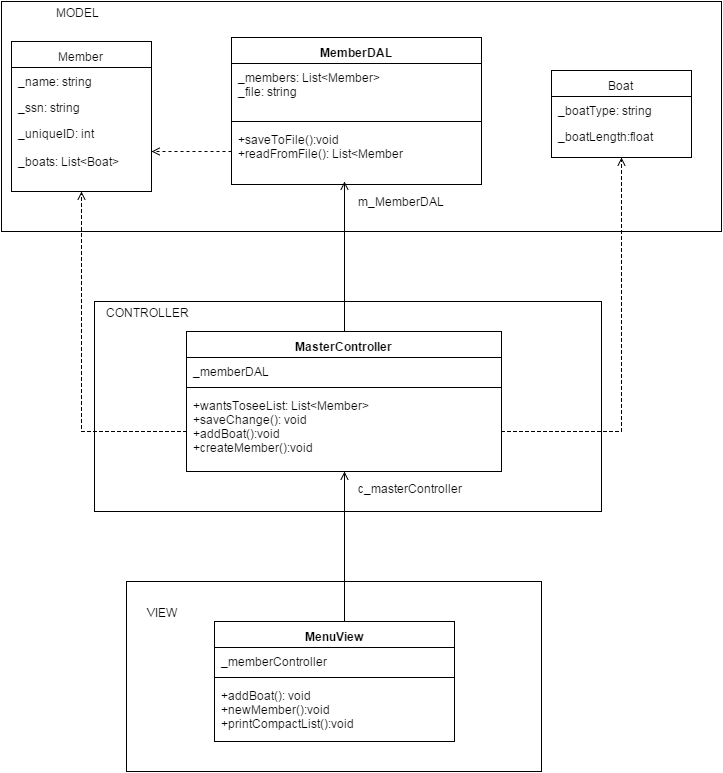 MODEL
Member
_name: string
_ssn: string
_uniqueID: int
_boats: List<Boat>
MemberDAL
_members: List<Member>
_file: string
+saveToFile():void
+readFromFile(): List<Member
Boat
_boatType: string
_boatLength:float
m_MemberDAL
CONTROLLER
MasterController
_memberDAL
+wantsToseeList: List<Member>
+saveChange(): void
+addBoat():void
+createMember():void
c_masterController
VIEW
MenuView
_memberController
+addBoat(): void
+newMember():void
+printCompactList():void